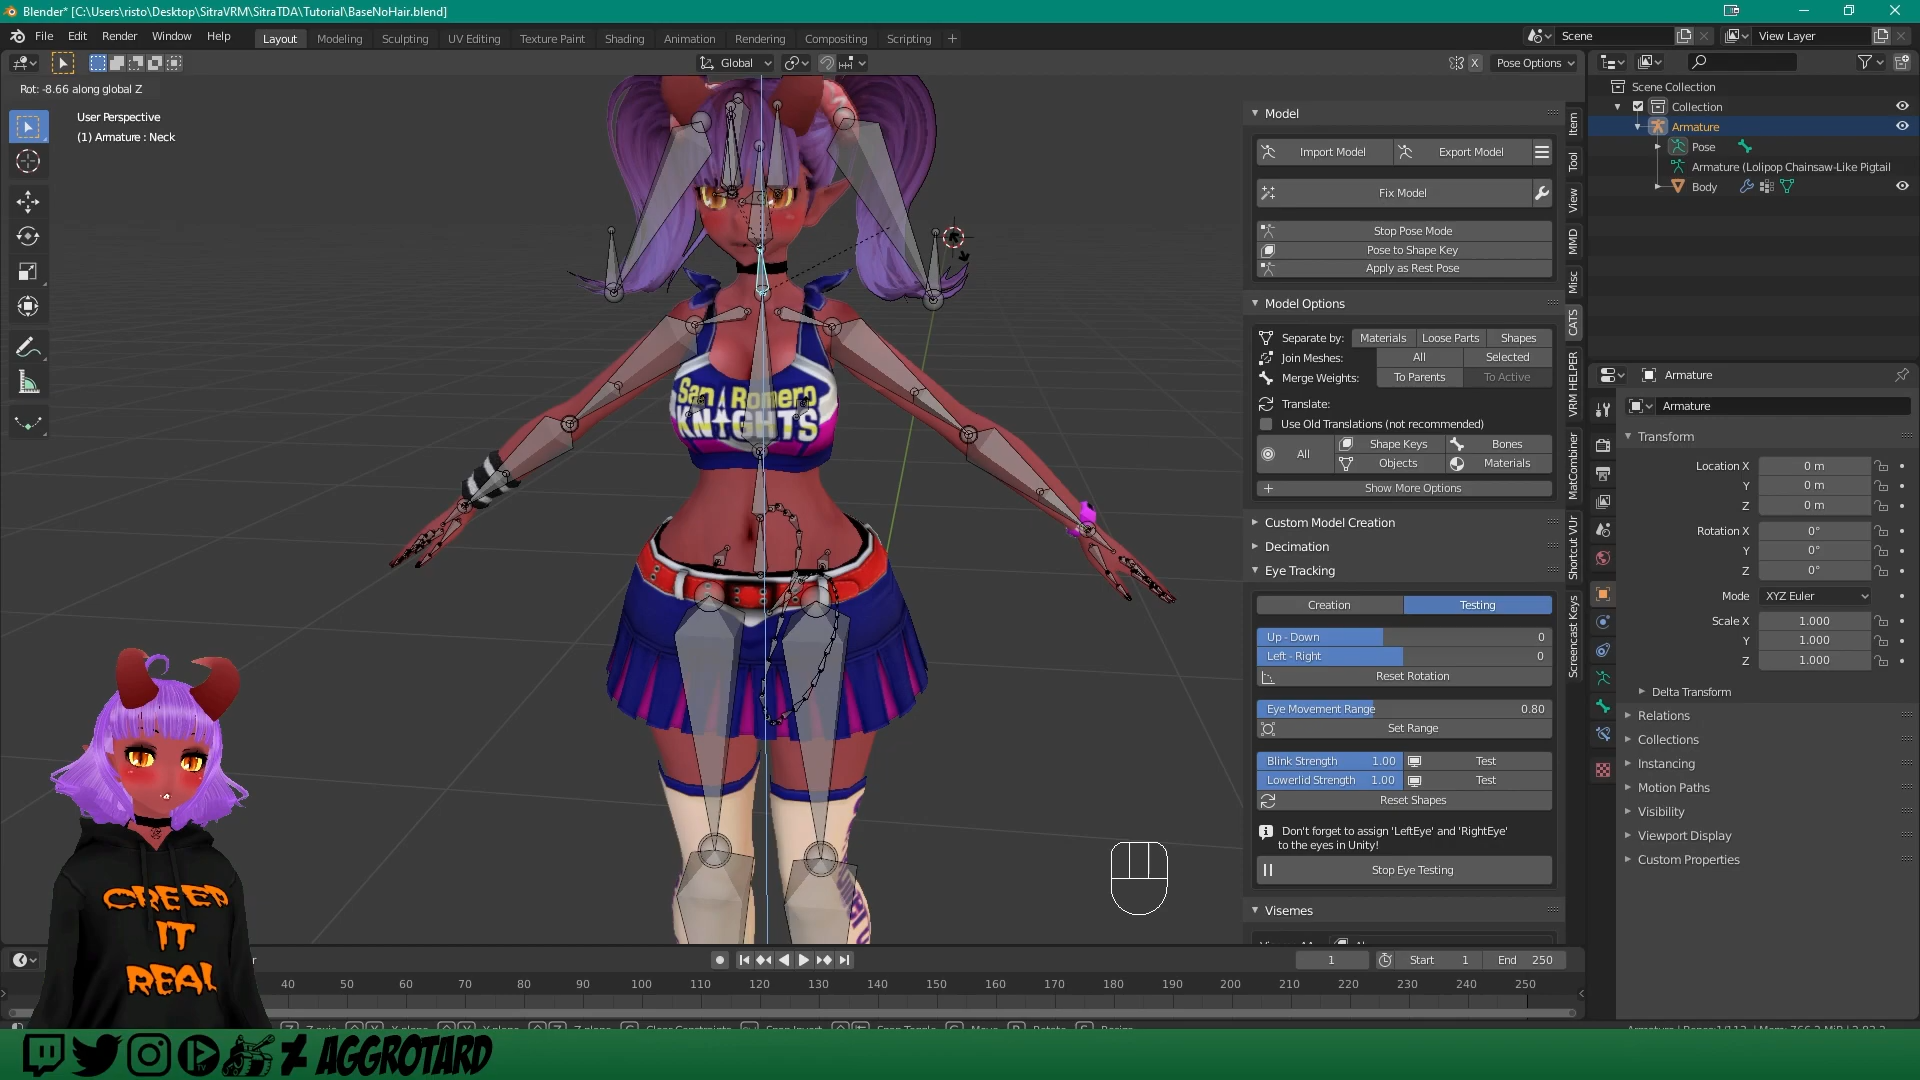 Blender* [C:\Users\risto\Desktop\SitraVRM\SitraTDA\Tutorial\BaseNoHair.blend]
File Edit Render Window Help
Layout Modeling Sculpting UV Editing Texture Paint Shading Animation Rendering Compositing Scripting +
Scene
View Layer
Global
X
Pose Options
Rot: -8.66 along global Z
User Perspective
(1) Armature : Neck
San Romero
KNIGHTS
Model
Import Model
Export Model
Fix Model
Stop Pose Mode
Pose to Shape Key
Apply as Rest Pose
Model Options
Separate by: Materials Loose Parts Shapes
Join Meshes: All Selected
Merge Weights: To Parents To Active
Translate:
Use Old Translations (not recommended)
All
Shape Keys
Bones
Objects
Materials
Show More Options
Custom Model Creation
Decimation
Eye Tracking
Creation Testing
Up - Down 0
Left - Right 0
Reset Rotation
Eye Movement Range 0.80
Set Range
Blink Strength 1.00 Test
Lowerlid Strength 1.00 Test
Reset Shapes
Don't forget to assign 'LeftEye' and 'RightEye'
to the eyes in Unity!
Stop Eye Testing
Visemes
Item
Tool
View
MMD
Misc
CATS
VRM HELPER
MatCombiner
Shortcut VUr
Screencast Keys
Scene Collection
Collection
Armature
Pose
Armature (Lolipop Chainsaw-Like Pigtail
Body
Armature
Armature
Transform
Location X 0 m
Y 0 m
Z 0 m
Rotation X 0°
Y 0°
Z 0°
Mode XYZ Euler
Scale X 1.000
Y 1.000
Z 1.000
Delta Transform
Relations
Collections
Instancing
Motion Paths
Visibility
Viewport Display
Custom Properties
1
Start 1
End 250
40 50 60 70 80 90 100 110 120 130 140 150 160 170 180 190 200 210 220 230 240 250
CREEP
IT
REAL
AGGROTARD